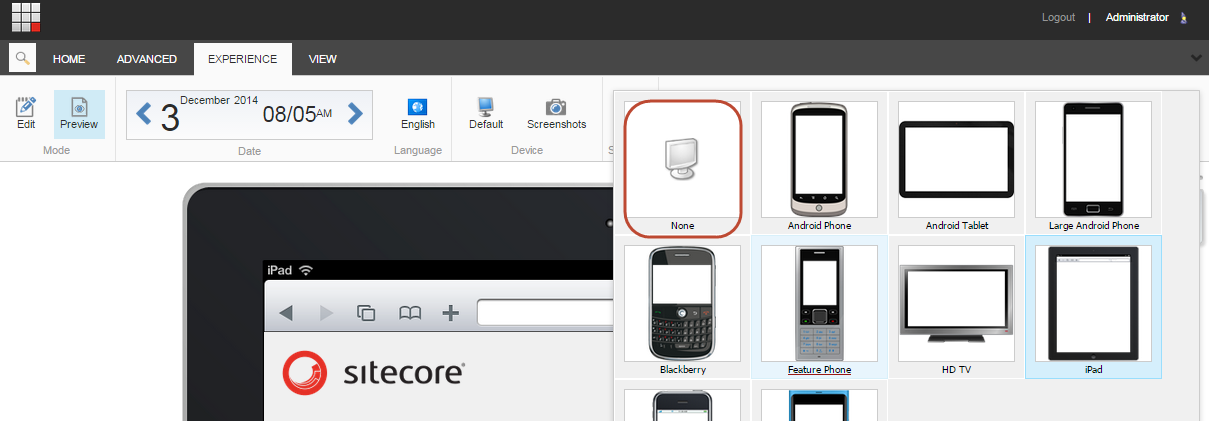 Logout | Administrator
HOME ADVANCED EXPERIENCE VIEW
3 December 2014 08/05AM
Edit Preview English Default Screenshots
Mode Date Language Device S
None Android Phone Android Tablet Large Android Phone
iPad
Blackberry Feature Phone HD TV iPad
sitecore®